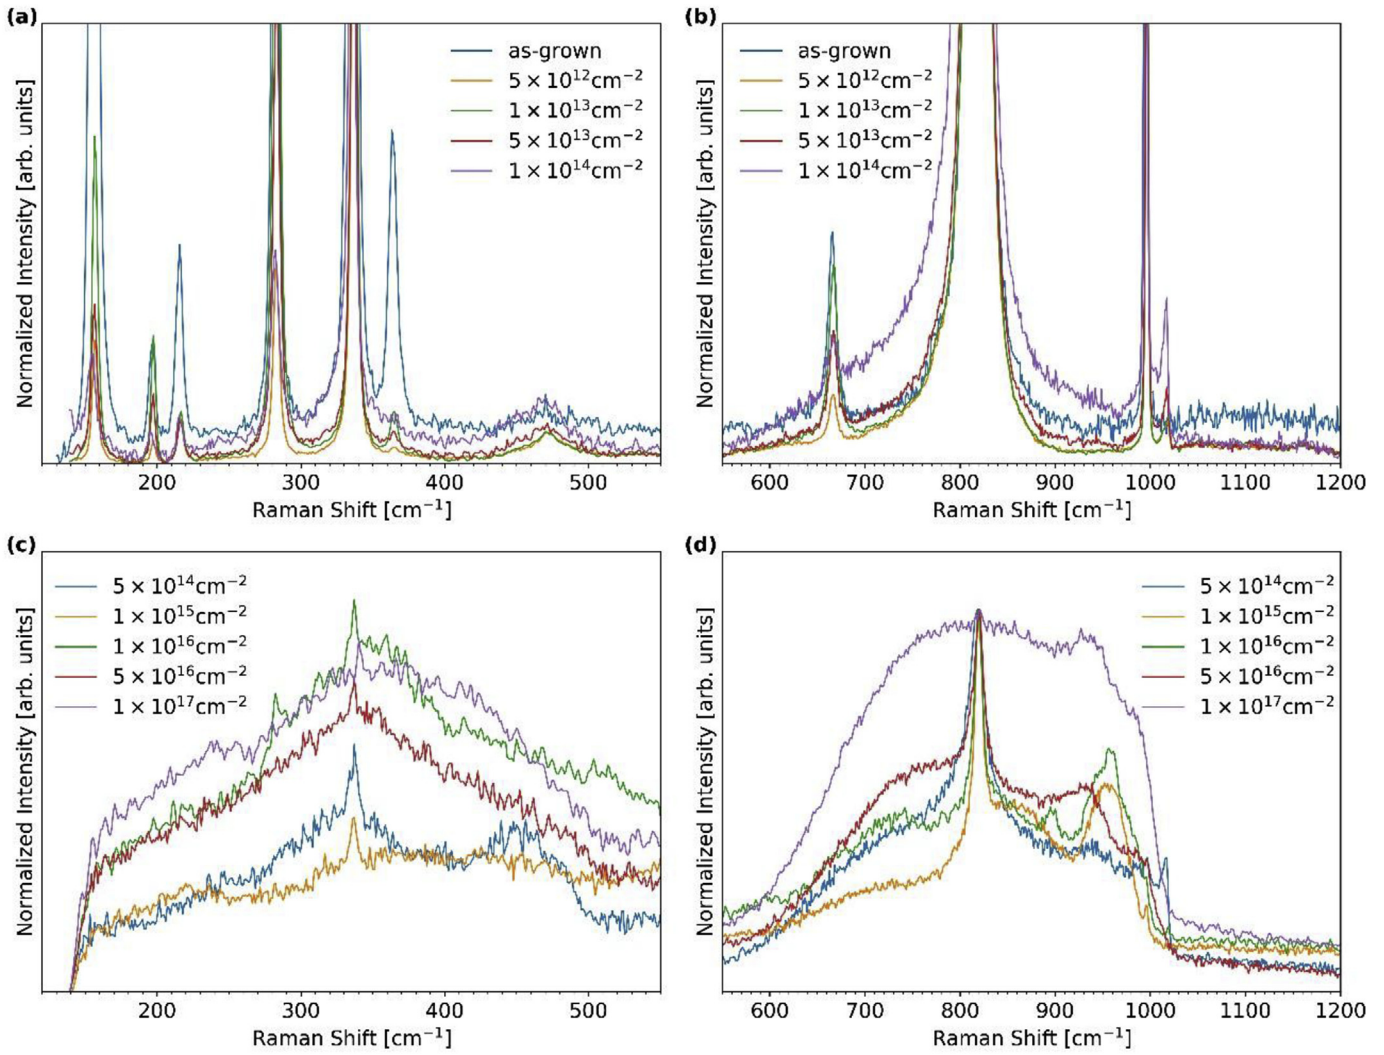 (a)
Normalized Intensity [arb. units]
as-grown
5 × 10¹²cm⁻²
1 × 10¹³cm⁻²
5 × 10¹³cm⁻²
1 × 10¹⁴cm⁻²
200 300 400 500
Raman Shift [cm⁻¹]
(b)
Normalized Intensity [arb. units]
as-grown
5 × 10¹²cm⁻²
1 × 10¹³cm⁻²
5 × 10¹³cm⁻²
1 × 10¹⁴cm⁻²
600 700 800 900 1000 1100 1200
Raman Shift [cm⁻¹]
(c)
Normalized Intensity [arb. units]
5 × 10¹⁴cm⁻²
1 × 10¹⁵cm⁻²
1 × 10¹⁶cm⁻²
5 × 10¹⁶cm⁻²
1 × 10¹⁷cm⁻²
200 300 400 500
Raman Shift [cm⁻¹]
(d)
Normalized Intensity [arb. units]
5 × 10¹⁴cm⁻²
1 × 10¹⁵cm⁻²
1 × 10¹⁶cm⁻²
5 × 10¹⁶cm⁻²
1 × 10¹⁷cm⁻²
600 700 800 900 1000 1100 1200
Raman Shift [cm⁻¹]